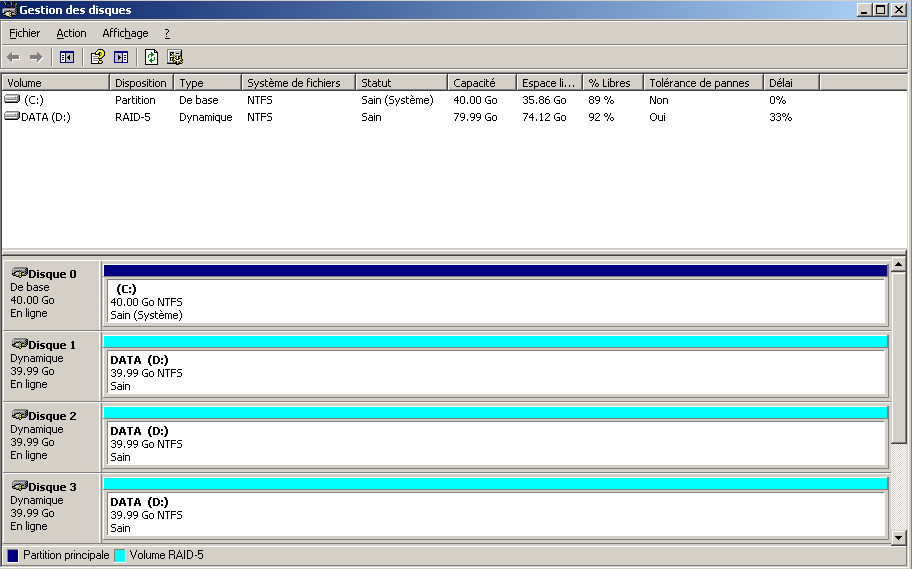 Gestion des disques
Fichier Action Affichage ?
Volume Disposition Type Système de fichiers Statut Capacité Espace li... % Libres Tolérance de pannes Délai
(C:) Partition De base NTFS Sain (Système) 40.00 Go 35.86 Go 89 % Non 0%
DATA (D:) RAID-5 Dynamique NTFS Sain 79.99 Go 74.12 Go 92 % Oui 33%
Disque 0
De base
40.00 Go
En ligne
(C:)
40.00 Go NTFS
Sain (Système)
Disque 1
Dynamique
39.99 Go
En ligne
DATA (D:)
39.99 Go NTFS
Sain
Disque 2
Dynamique
39.99 Go
En ligne
DATA (D:)
39.99 Go NTFS
Sain
Disque 3
Dynamique
39.99 Go
En ligne
DATA (D:)
39.99 Go NTFS
Sain
Partition principale Volume RAID-5